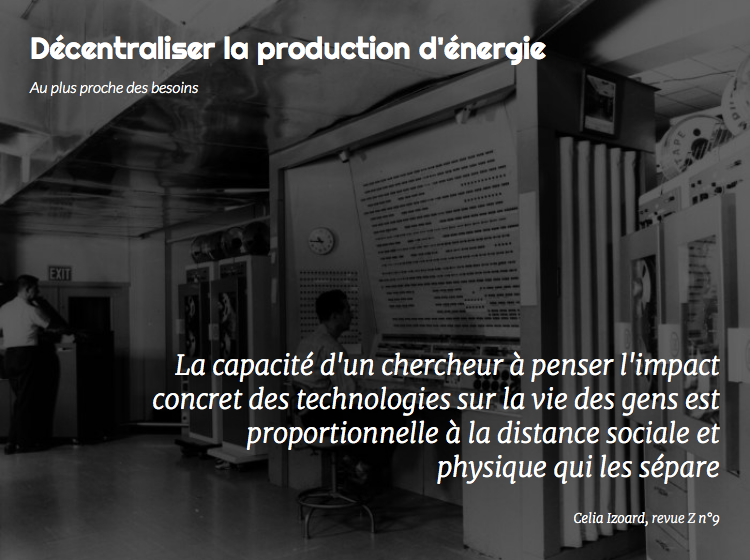 Décentraliser la production d'énergie
Au plus proche des besoins
EXIT
La capacité d'un chercheur à penser l'impact
concret des technologies sur la vie des gens est
proportionnelle à la distance sociale et
physique qui les sépare
Celia Izoard, revue Z n°9